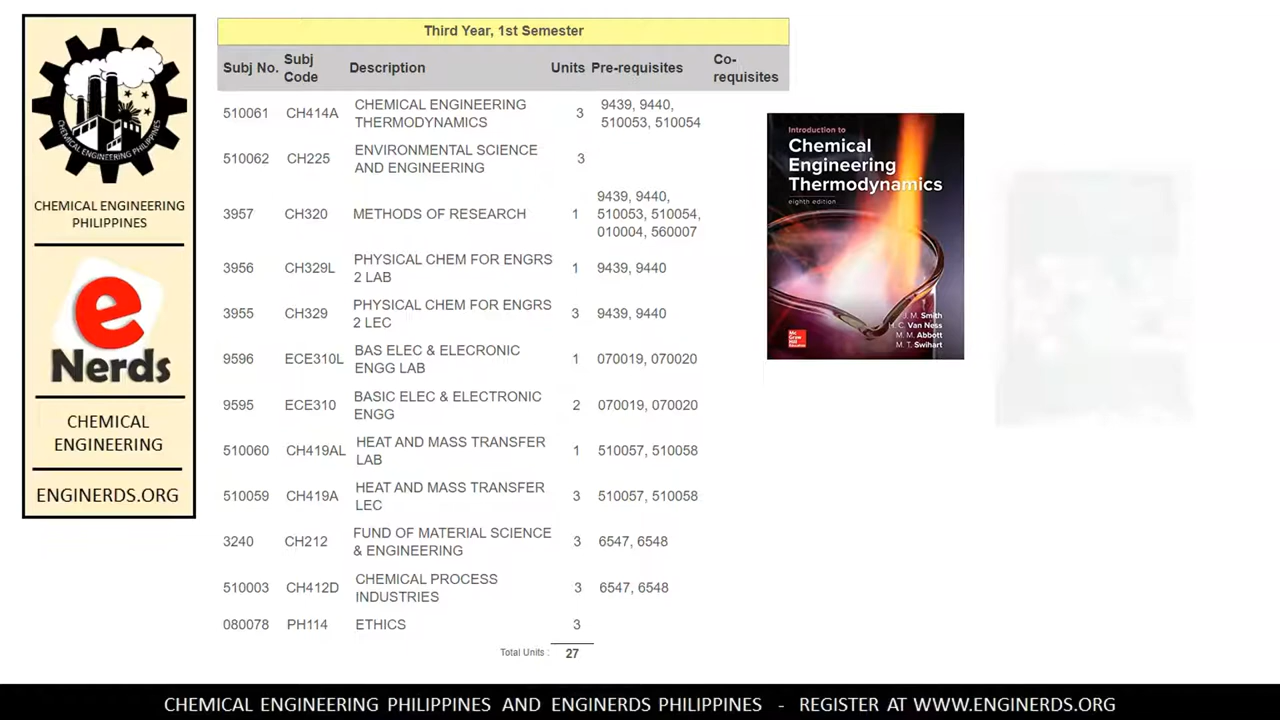 CHEMICAL ENGINEERING PHILIPPINES
CHEMICAL ENGINEERING
PHILIPPINES
e
Nerds
CHEMICAL
ENGINEERING
ENGINERDS.ORG
Third Year, 1st Semester
Subj No. Subj Code Description Units Pre-requisites Co-requisites
510061 CH414A CHEMICAL ENGINEERING THERMODYNAMICS 3 9439, 9440, 510053, 510054
510062 CH225 ENVIRONMENTAL SCIENCE AND ENGINEERING 3
3957 CH320 METHODS OF RESEARCH 1 9439, 9440, 510053, 510054, 010004, 560007
3956 CH329L PHYSICAL CHEM FOR ENGRS 2 LAB 1 9439, 9440
3955 CH329 PHYSICAL CHEM FOR ENGRS 2 LEC 3 9439, 9440
9596 ECE310L BAS ELEC & ELECRONIC ENGG LAB 1 070019, 070020
9595 ECE310 BASIC ELEC & ELECTRONIC ENGG 2 070019, 070020
510060 CH419AL HEAT AND MASS TRANSFER LAB 1 510057, 510058
510059 CH419A HEAT AND MASS TRANSFER LEC 3 510057, 510058
3240 CH212 FUND OF MATERIAL SCIENCE & ENGINEERING 3 6547, 6548
510003 CH412D CHEMICAL PROCESS INDUSTRIES 3 6547, 6548
080078 PH114 ETHICS 3
Total Units : 27
Introduction to
Chemical
Engineering
Thermodynamics
eighth edition
J. M. Smith
H. C. Van Ness
M. M. Abbott
M. T. Swihart
Mc
Graw
Hill
Education
CHEMICAL ENGINEERING PHILIPPINES AND ENGINERDS PHILIPPINES - REGISTER AT WWW.ENGINERDS.ORG